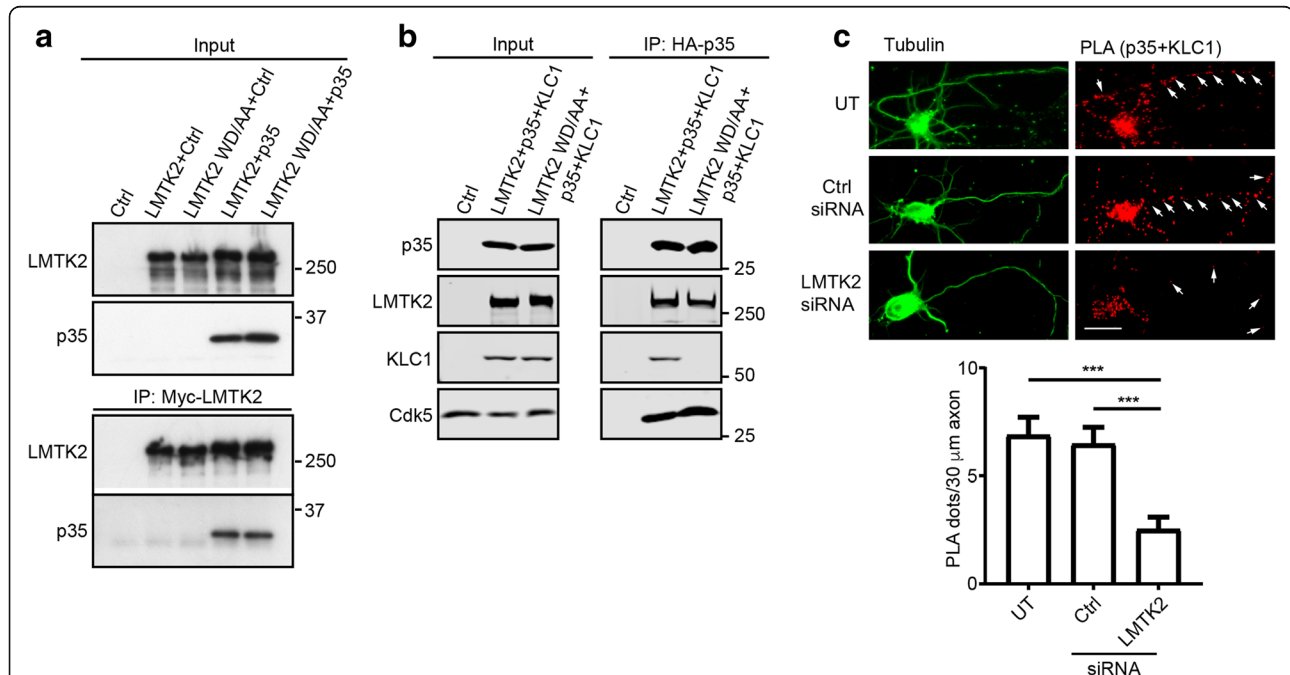 a
Input
Ctrl
LMTK2+Ctrl
LMTK2 WD/AA+Ctrl
LMTK2+p35
LMTK2 WD/AA+p35
LMTK2
250
37
p35
IP: Myc-LMTK2
LMTK2
250
37
p35
b
Input
IP: HA-p35
Ctrl
LMTK2+p35+KLC1
LMTK2 WD/AA+
p35+KLC1
Ctrl
LMTK2+p35+KLC1
LMTK2 WD/AA+
p35+KLC1
p35
25
LMTK2
250
KLC1
50
Cdk5
25
c
Tubulin
PLA (p35+KLC1)
UT
Ctrl
siRNA
LMTK2
siRNA
10
5
0
PLA dots/30 μm axon
***
***
UT
Ctrl
LMTK2
siRNA